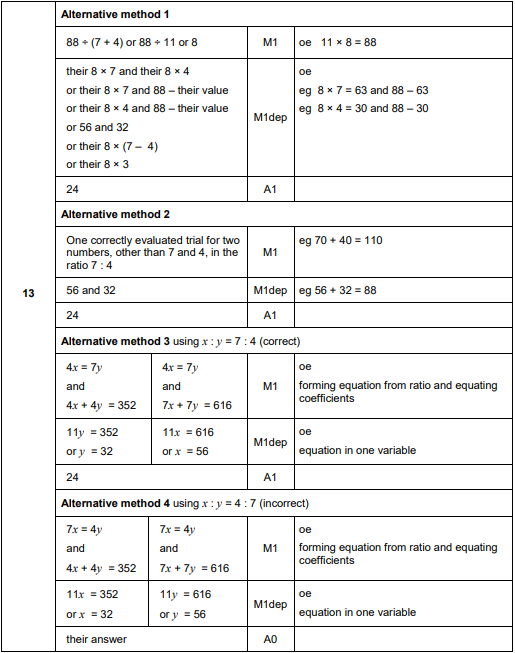 13
Alternative method 1
88 ÷ (7 + 4) or 88 ÷ 11 or 8
M1
oe 11 × 8 = 88
their 8 × 7 and their 8 × 4
or their 8 × 7 and 88 – their value
or their 8 × 4 and 88 – their value
or 56 and 32
or their 8 × (7 – 4)
or their 8 × 3
M1dep
oe
eg 8 × 7 = 63 and 88 – 63
eg 8 × 4 = 30 and 88 – 30
24
A1
Alternative method 2
One correctly evaluated trial for two
numbers, other than 7 and 4, in the
ratio 7 : 4
M1
eg 70 + 40 = 110
56 and 32
M1dep
eg 56 + 32 = 88
24
A1
Alternative method 3 using x : y = 7 : 4 (correct)
4x = 7y
and
4x + 4y = 352
4x = 7y
and
7x + 7y = 616
M1
oe
forming equation from ratio and equating
coefficients
11y = 352
or y = 32
11x = 616
or x = 56
M1dep
oe
equation in one variable
24
A1
Alternative method 4 using x : y = 4 : 7 (incorrect)
7x = 4y
and
4x + 4y = 352
7x = 4y
and
7x + 7y = 616
M1
oe
forming equation from ratio and equating
coefficients
11x = 352
or x = 32
11y = 616
or y = 56
M1dep
oe
equation in one variable
their answer
A0